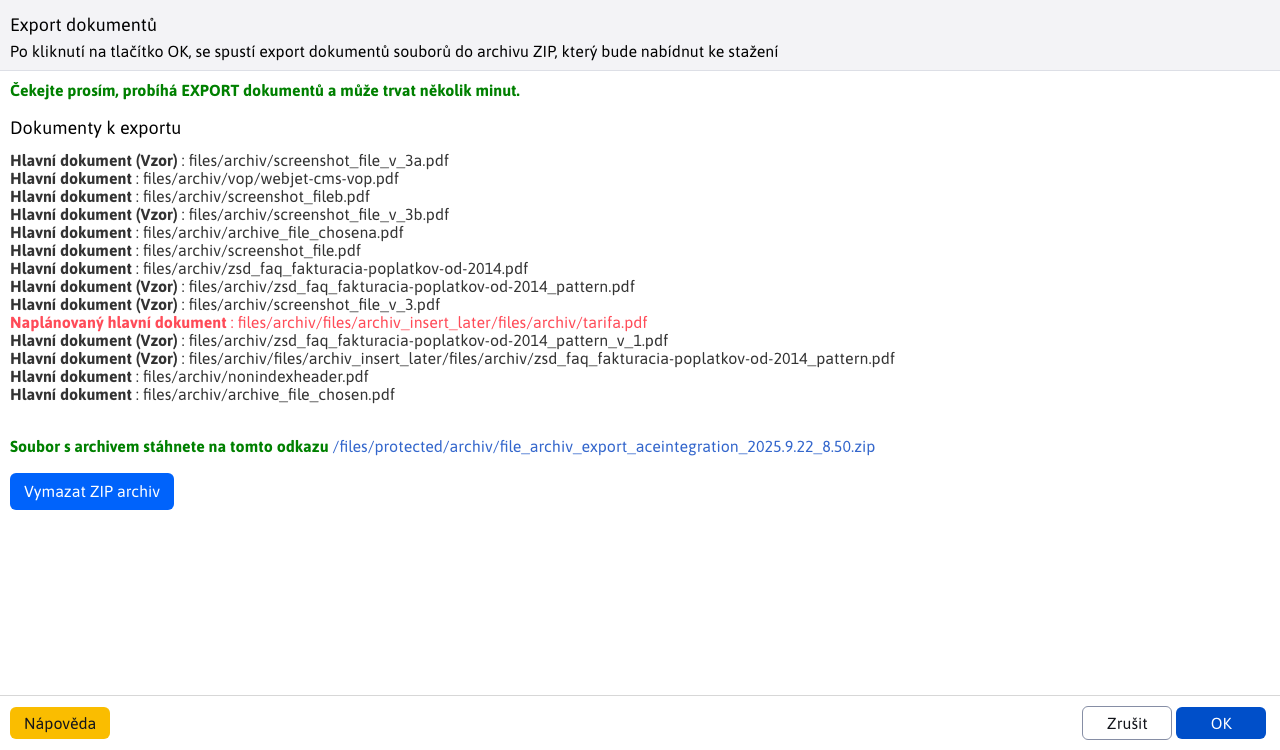 Export dokumentů
Po kliknutí na tlačítko OK, se spustí export dokumentů souborů do archivu ZIP, který bude nabídnut ke stažení
Čekejte prosím, probíhá EXPORT dokumentů a může trvat několik minut.
Dokumenty k exportu
Hlavní dokument (Vzor) : files/archiv/screenshot_file_v_3a.pdf
Hlavní dokument : files/archiv/vop/webjet-cms-vop.pdf
Hlavní dokument : files/archiv/screenshot_fileb.pdf
Hlavní dokument (Vzor) : files/archiv/screenshot_file_v_3b.pdf
Hlavní dokument : files/archiv/archive_file_chosena.pdf
Hlavní dokument : files/archiv/screenshot_file.pdf
Hlavní dokument : files/archiv/zsd_faq_fakturacia-poplatkov-od-2014.pdf
Hlavní dokument (Vzor) : files/archiv/zsd_faq_fakturacia-poplatkov-od-2014_pattern.pdf
Hlavní dokument (Vzor) : files/archiv/screenshot_file_v_3.pdf
Naplánovaný hlavní dokument : files/archiv/files/archiv_insert_later/files/archiv/tarifa.pdf
Hlavní dokument (Vzor) : files/archiv/zsd_faq_fakturacia-poplatkov-od-2014_pattern_v_1.pdf
Hlavní dokument (Vzor) : files/archiv/files/archiv_insert_later/files/archiv/zsd_faq_fakturacia-poplatkov-od-2014_pattern.pdf
Hlavní dokument : files/archiv/nonindexheader.pdf
Hlavní dokument : files/archiv/archive_file_chosen.pdf
Soubor s archivem stáhnete na tomto odkazu /files/protected/archiv/file_archiv_export_aceintegration_2025.9.22_8.50.zip
Vymazat ZIP archiv
Nápověda
Zrušit
OK